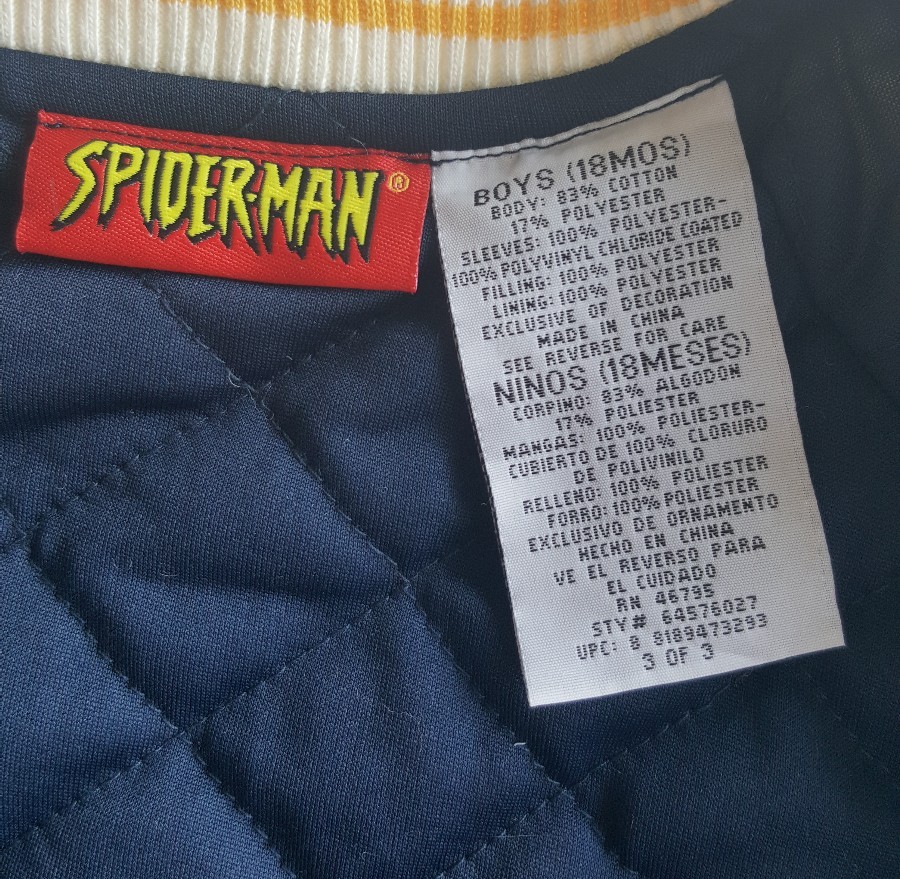 SPIDER-MAN®
BOYS (18MOS)
BODY: 83% COTTON
17% POLYESTER
SLEEVES: 100% POLYESTER-
100% POLYVINYL CHLORIDE COATED
FILLING: 100% POLYESTER
LINING: 100% POLYESTER
EXCLUSIVE OF DECORATION
MADE IN CHINA
SEE REVERSE FOR CARE
NINOS (18MESES)
CORPINO: 83% ALGODON
17% POLIESTER
MANGAS: 100% POLIESTER-
CUBIERTO DE 100% CLORURO
DE POLIVINILO
RELLENO: 100% POLIESTER
FORRO: 100% POLIESTER
EXCLUSIVO DE ORNAMENTO
HECHO EN CHINA
VE EL REVERSO PARA
EL CUIDADO
RN 46795
STY# 64576027
UPC: 8 8189473293
3 OF 3